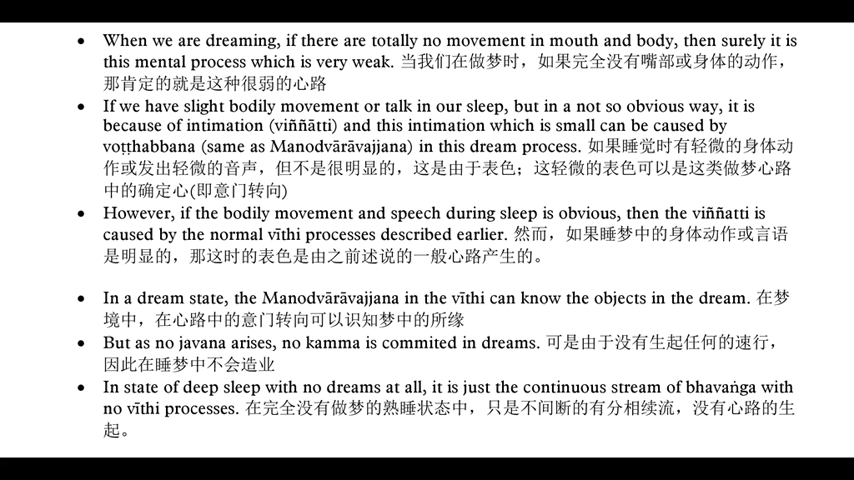 • When we are dreaming, if there are totally no movement in mouth and body, then surely it is
this mental process which is very weak. 当我们在做梦时，如果完全没有嘴部或身体的动作，
那肯定的就是这种很弱的心路
• If we have slight bodily movement or talk in our sleep, but in a not so obvious way, it is
because of intimation (viññātti) and this intimation which is small can be caused by
voṭṭhabbana (same as Manodvārāvajjana) in this dream process. 如果睡觉时有轻微的身体动
作或发出轻微的音声，但不是很明显的，这是由于表色；这轻微的表色可以是这类做梦心路
中的确定心(即意门转向)
• However, if the bodily movement and speech during sleep is obvious, then the viññatti is
caused by the normal vīthi processes described earlier. 然而，如果睡梦中的身体动作或言语
是明显的，那这时的表色是由之前述说的一般心路产生的。
• In a dream state, the Manodvārāvajjana in the vīthi can know the objects in the dream. 在梦
境中，在心路中的意门转向可以识知梦中的所缘
• But as no javana arises, no kamma is commited in dreams. 可是由于没有生起任何的速行，
因此在睡梦中不会造业
• In state of deep sleep with no dreams at all, it is just the continuous stream of bhavaṅga with
no vīthi processes. 在完全没有做梦的熟睡状态中，只是不间断的有分相续流，没有心路的生
起。